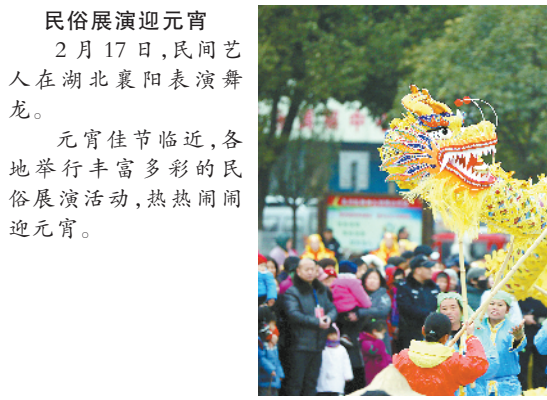 民俗展演迎元宵
2月17日,民间艺
人在湖北襄阳表演舞
龙。
元宵佳节临近,各
地举行丰富多彩的民
俗展演活动,热热闹闹
迎元宵。